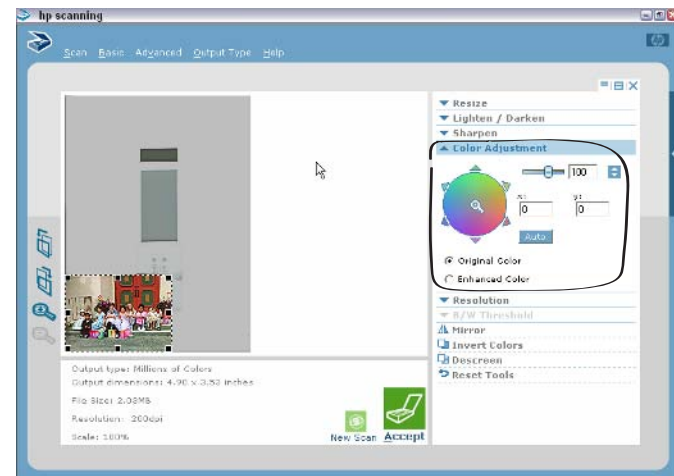 hp scanning
Scan Basic Advanced Output Type Help
Resize
Lighten / Darken
Sharpen
Color Adjustment
100
x: y:
0 0
Auto
Original Color
Enhanced Color
Resolution
B/W Threshold
Mirror
Invert Colors
Descreen
Reset Tools
Output type: Millions of Colors
Output dimensions: 4.90 x 3.52 inches
File Size: 2.03MB
Resolution: 200dpi
Scale: 100%
New Scan Accept